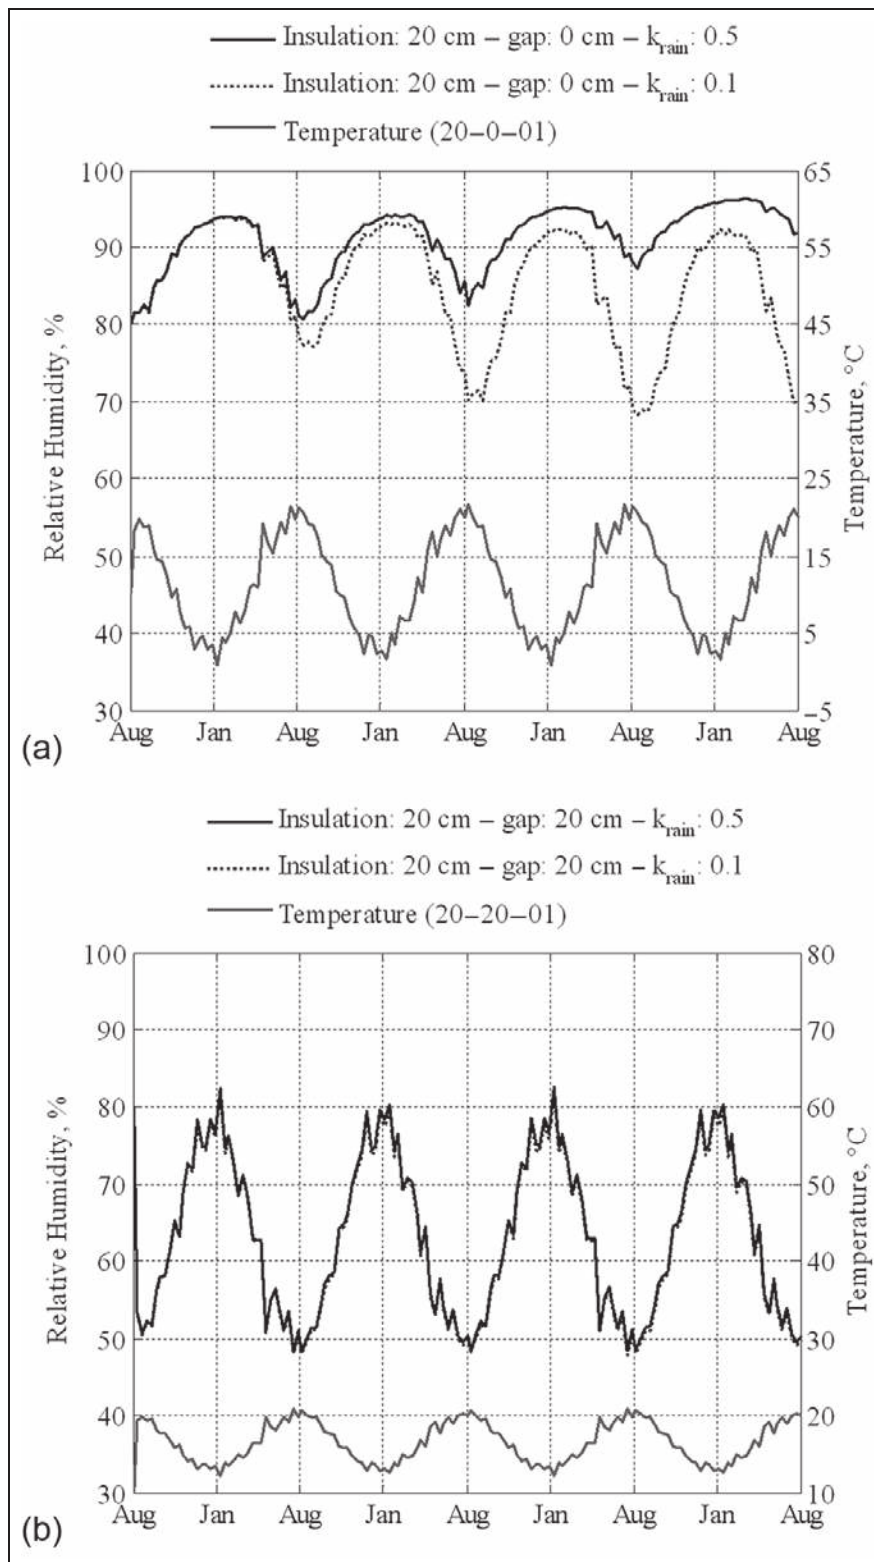 Insulation: 20 cm – gap: 0 cm – k_rain: 0.5
Insulation: 20 cm – gap: 0 cm – k_rain: 0.1
Temperature (20–0–01)
100
90
80
70
60
50
40
30
Relative Humidity, %
65
55
45
35
25
15
5
–5
Temperature, °C
Aug Jan Aug Jan Aug Jan Aug Jan Aug
(a)
Insulation: 20 cm – gap: 20 cm – k_rain: 0.5
Insulation: 20 cm – gap: 20 cm – k_rain: 0.1
Temperature (20–20–01)
100
90
80
70
60
50
40
30
Relative Humidity, %
80
70
60
50
40
30
20
10
Temperature, °C
Aug Jan Aug Jan Aug Jan Aug Jan Aug
(b)